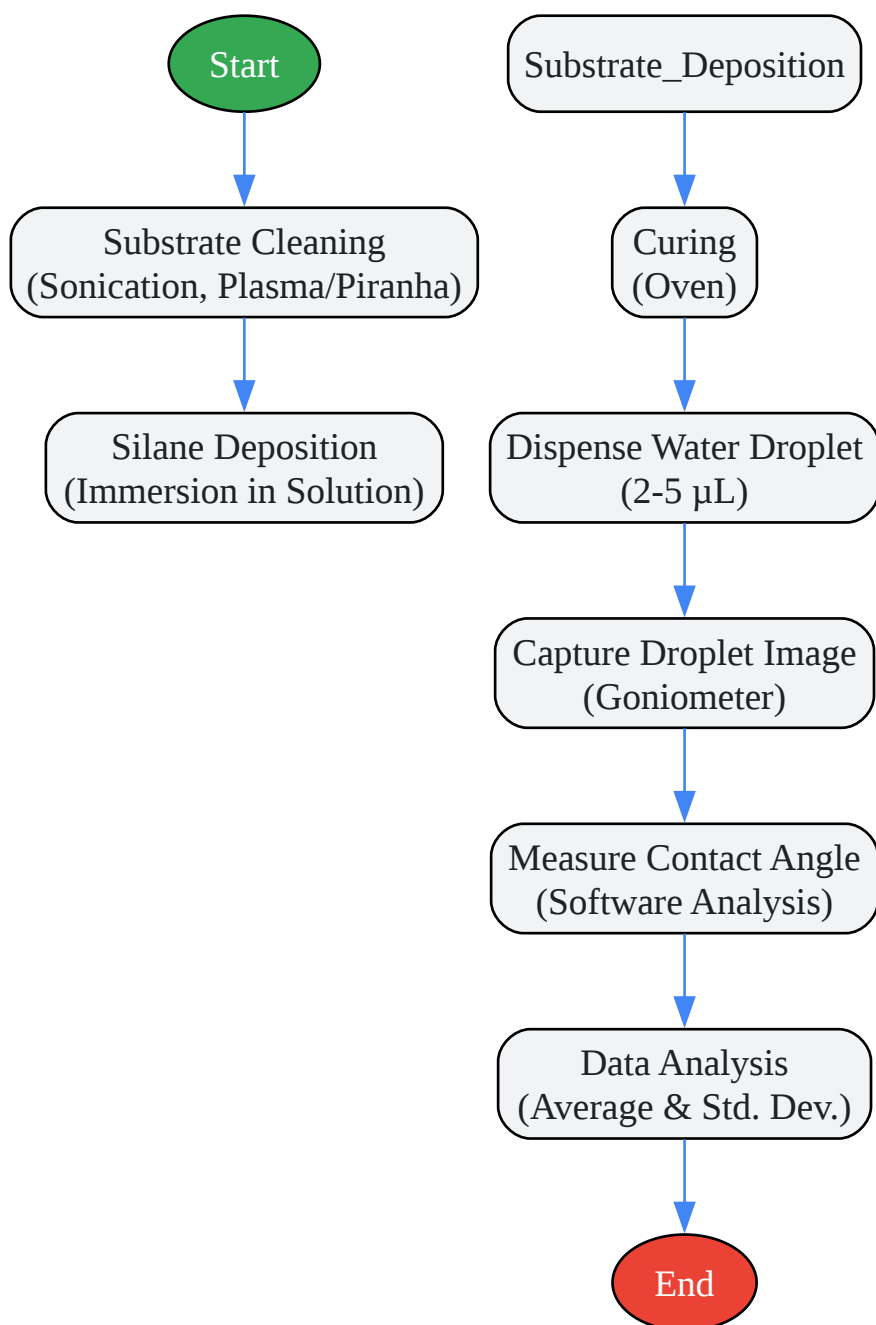 Start
Substrate Cleaning
(Sonication, Plasma/Piranha)
Silane Deposition
(Immersion in Solution)
Substrate_Deposition
Curing
(Oven)
Dispense Water Droplet
(2-5 µL)
Capture Droplet Image
(Goniometer)
Measure Contact Angle
(Software Analysis)
Data Analysis
(Average & Std. Dev.)
End